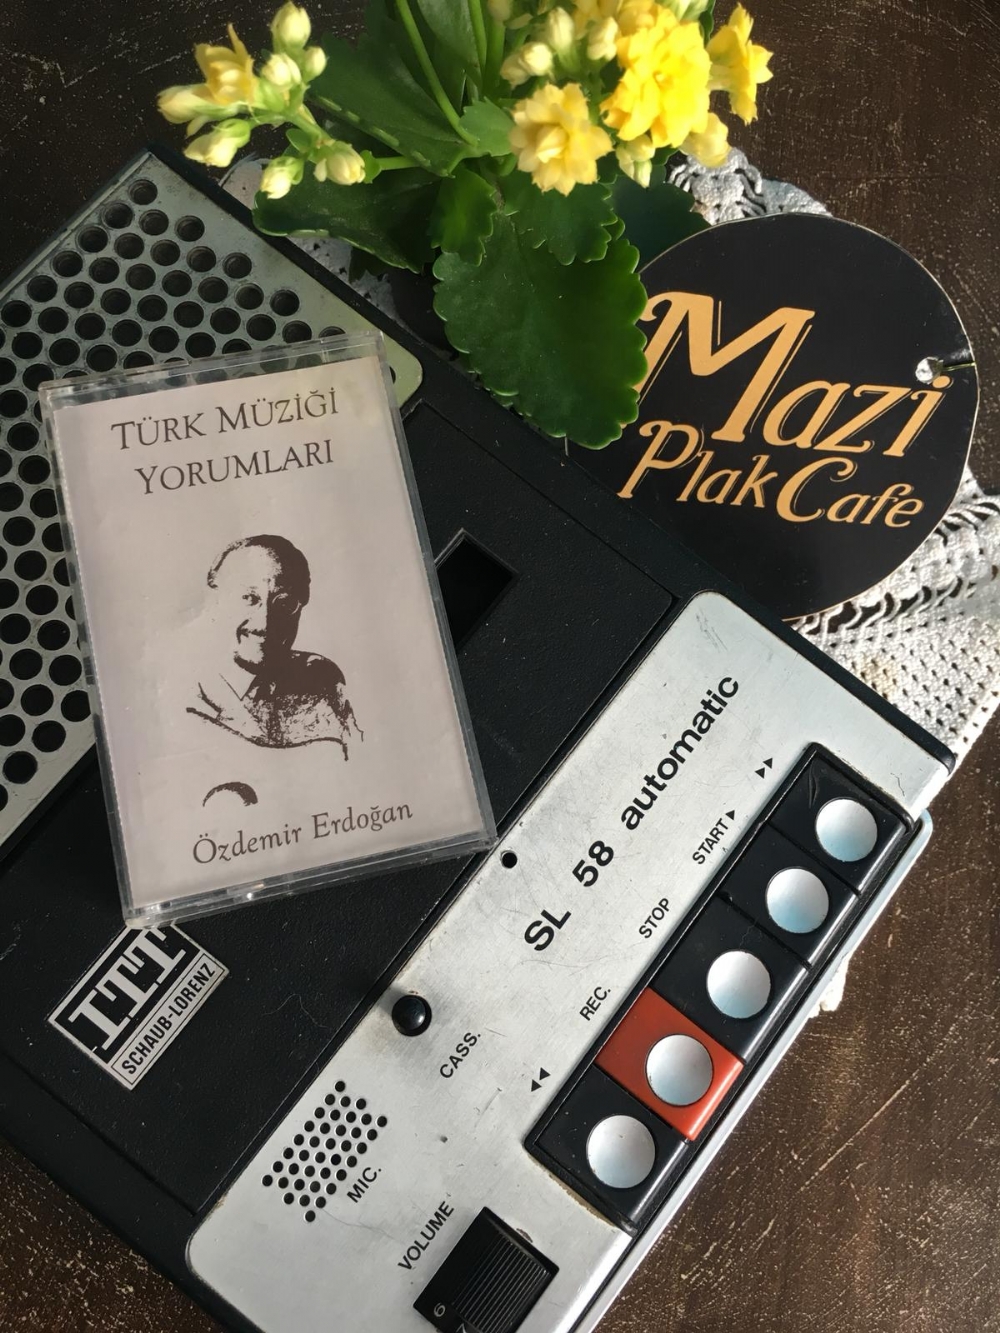 TÜRK MÜZİĞİ
YORUMLARI
Özdemir Erdoğan
Mazi
Plak Cafe
ITT
SCHAUB-LORENZ
SL 58 automatic
START
STOP
REC.
CASS.
MIC.
VOLUME
6